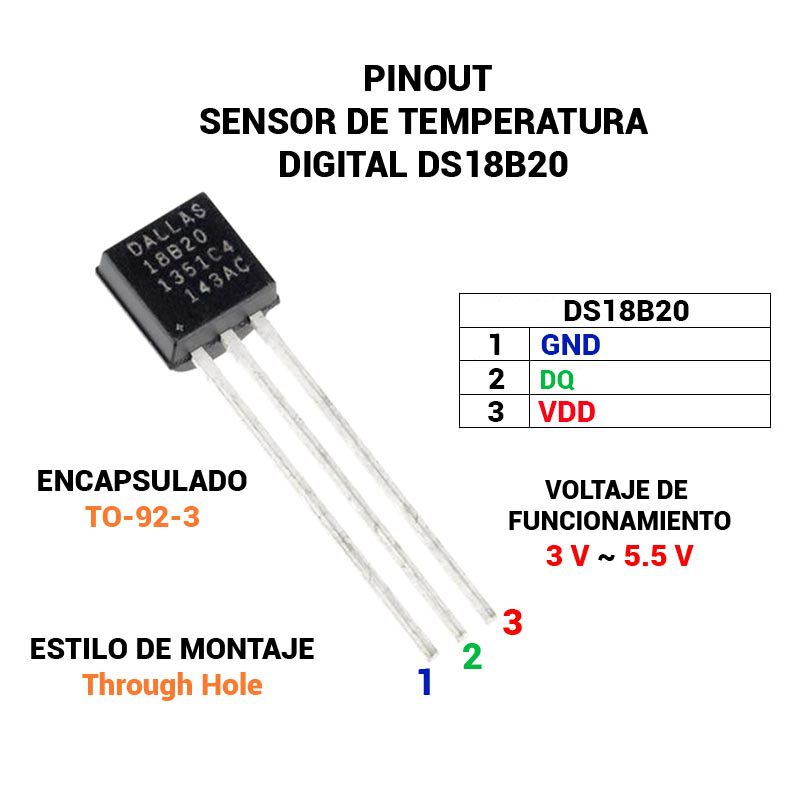 PINOUT
SENSOR DE TEMPERATURA
DIGITAL DS18B20
DALLAS
18B20
1351C4
143AC
DS18B20
1 GND
2 DQ
3 VDD
ENCAPSULADO
TO-92-3
VOLTAJE DE
FUNCIONAMIENTO
3 V ~ 5.5 V
ESTILO DE MONTAJE
Through Hole
1
2
3